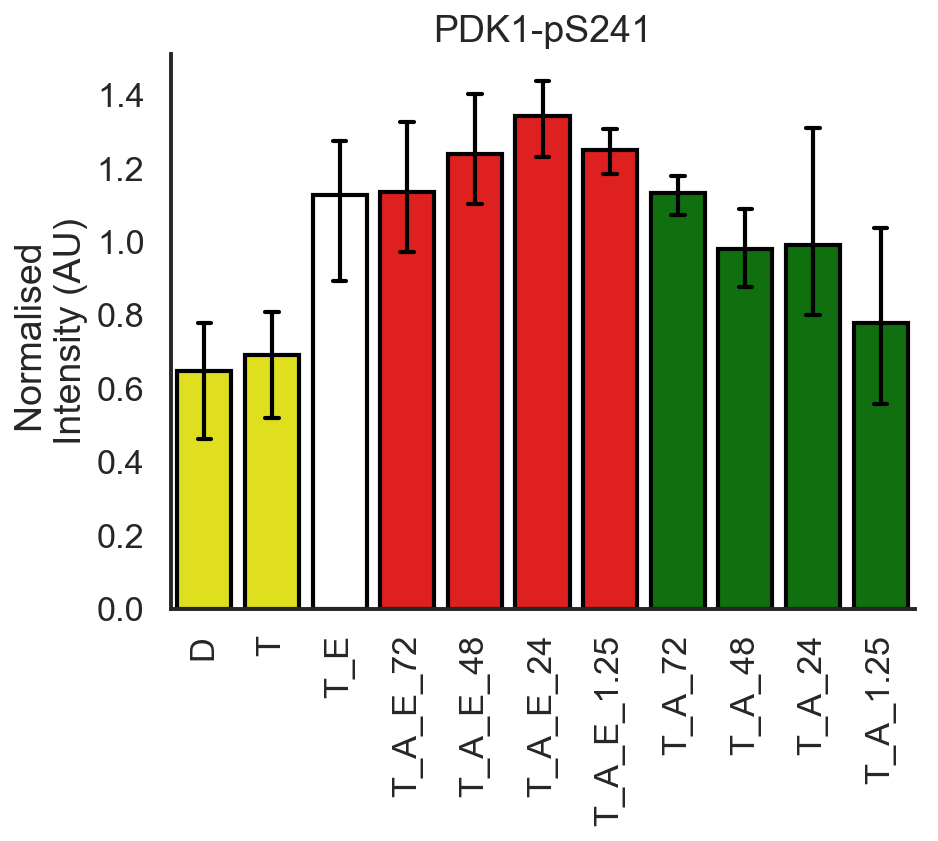 PDK1-pS241
Normalised
Intensity (AU)
1.4
1.2
1.0
0.8
0.6
0.4
0.2
0.0
D
T
T_E
T_A_E_72
T_A_E_48
T_A_E_24
T_A_E_1.25
T_A_72
T_A_48
T_A_24
T_A_1.25